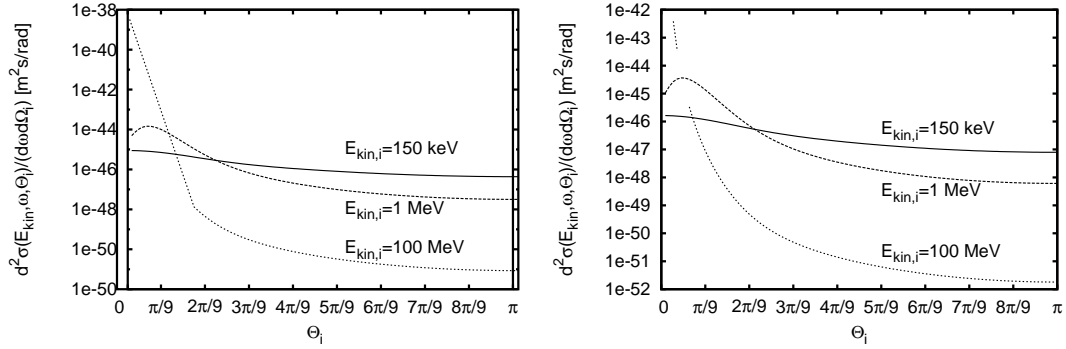 d²σ(E_kin,ω,Θ_i)/(dωdΩ_i) [m²s/rad]
1e-38
1e-40
1e-42
1e-44
1e-46
1e-48
1e-50
E_kin,i=150 keV
E_kin,i=1 MeV
E_kin,i=100 MeV
0 π/9 2π/9 3π/9 4π/9 5π/9 6π/9 7π/9 8π/9 π
Θ_i
d²σ(E_kin,ω,Θ_i)/(dωdΩ_i) [m²s/rad]
1e-42
1e-43
1e-44
1e-45
1e-46
1e-47
1e-48
1e-49
1e-50
1e-51
1e-52
E_kin,i=150 keV
E_kin,i=1 MeV
E_kin,i=100 MeV
0 π/9 2π/9 3π/9 4π/9 5π/9 6π/9 7π/9 8π/9 π
Θ_i